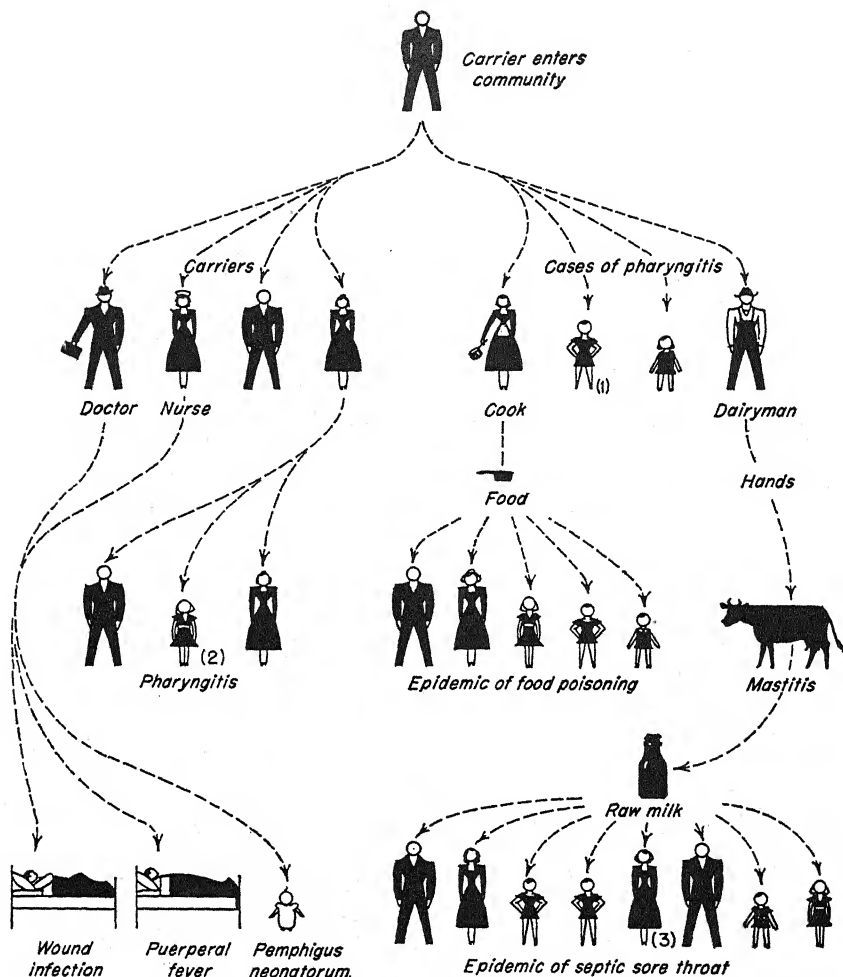 Carrier enters
community
Carriers
Cases of pharyngitis
(1)
Doctor
Nurse
Cook
Dairyman
Hands
Food
(2)
Pharyngitis
Epidemic of food poisoning
Mastitis
Raw milk
(3)
Wound
infection
Puerperal
fever
Pemphigus
neonatorum.
Epidemic of septic sore throat